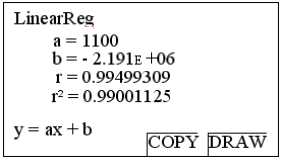 LinearReg
a = 1100
b = - 2.191E +06
r = 0.99499309
r² = 0.99001125
y = ax + b
COPY DRAW